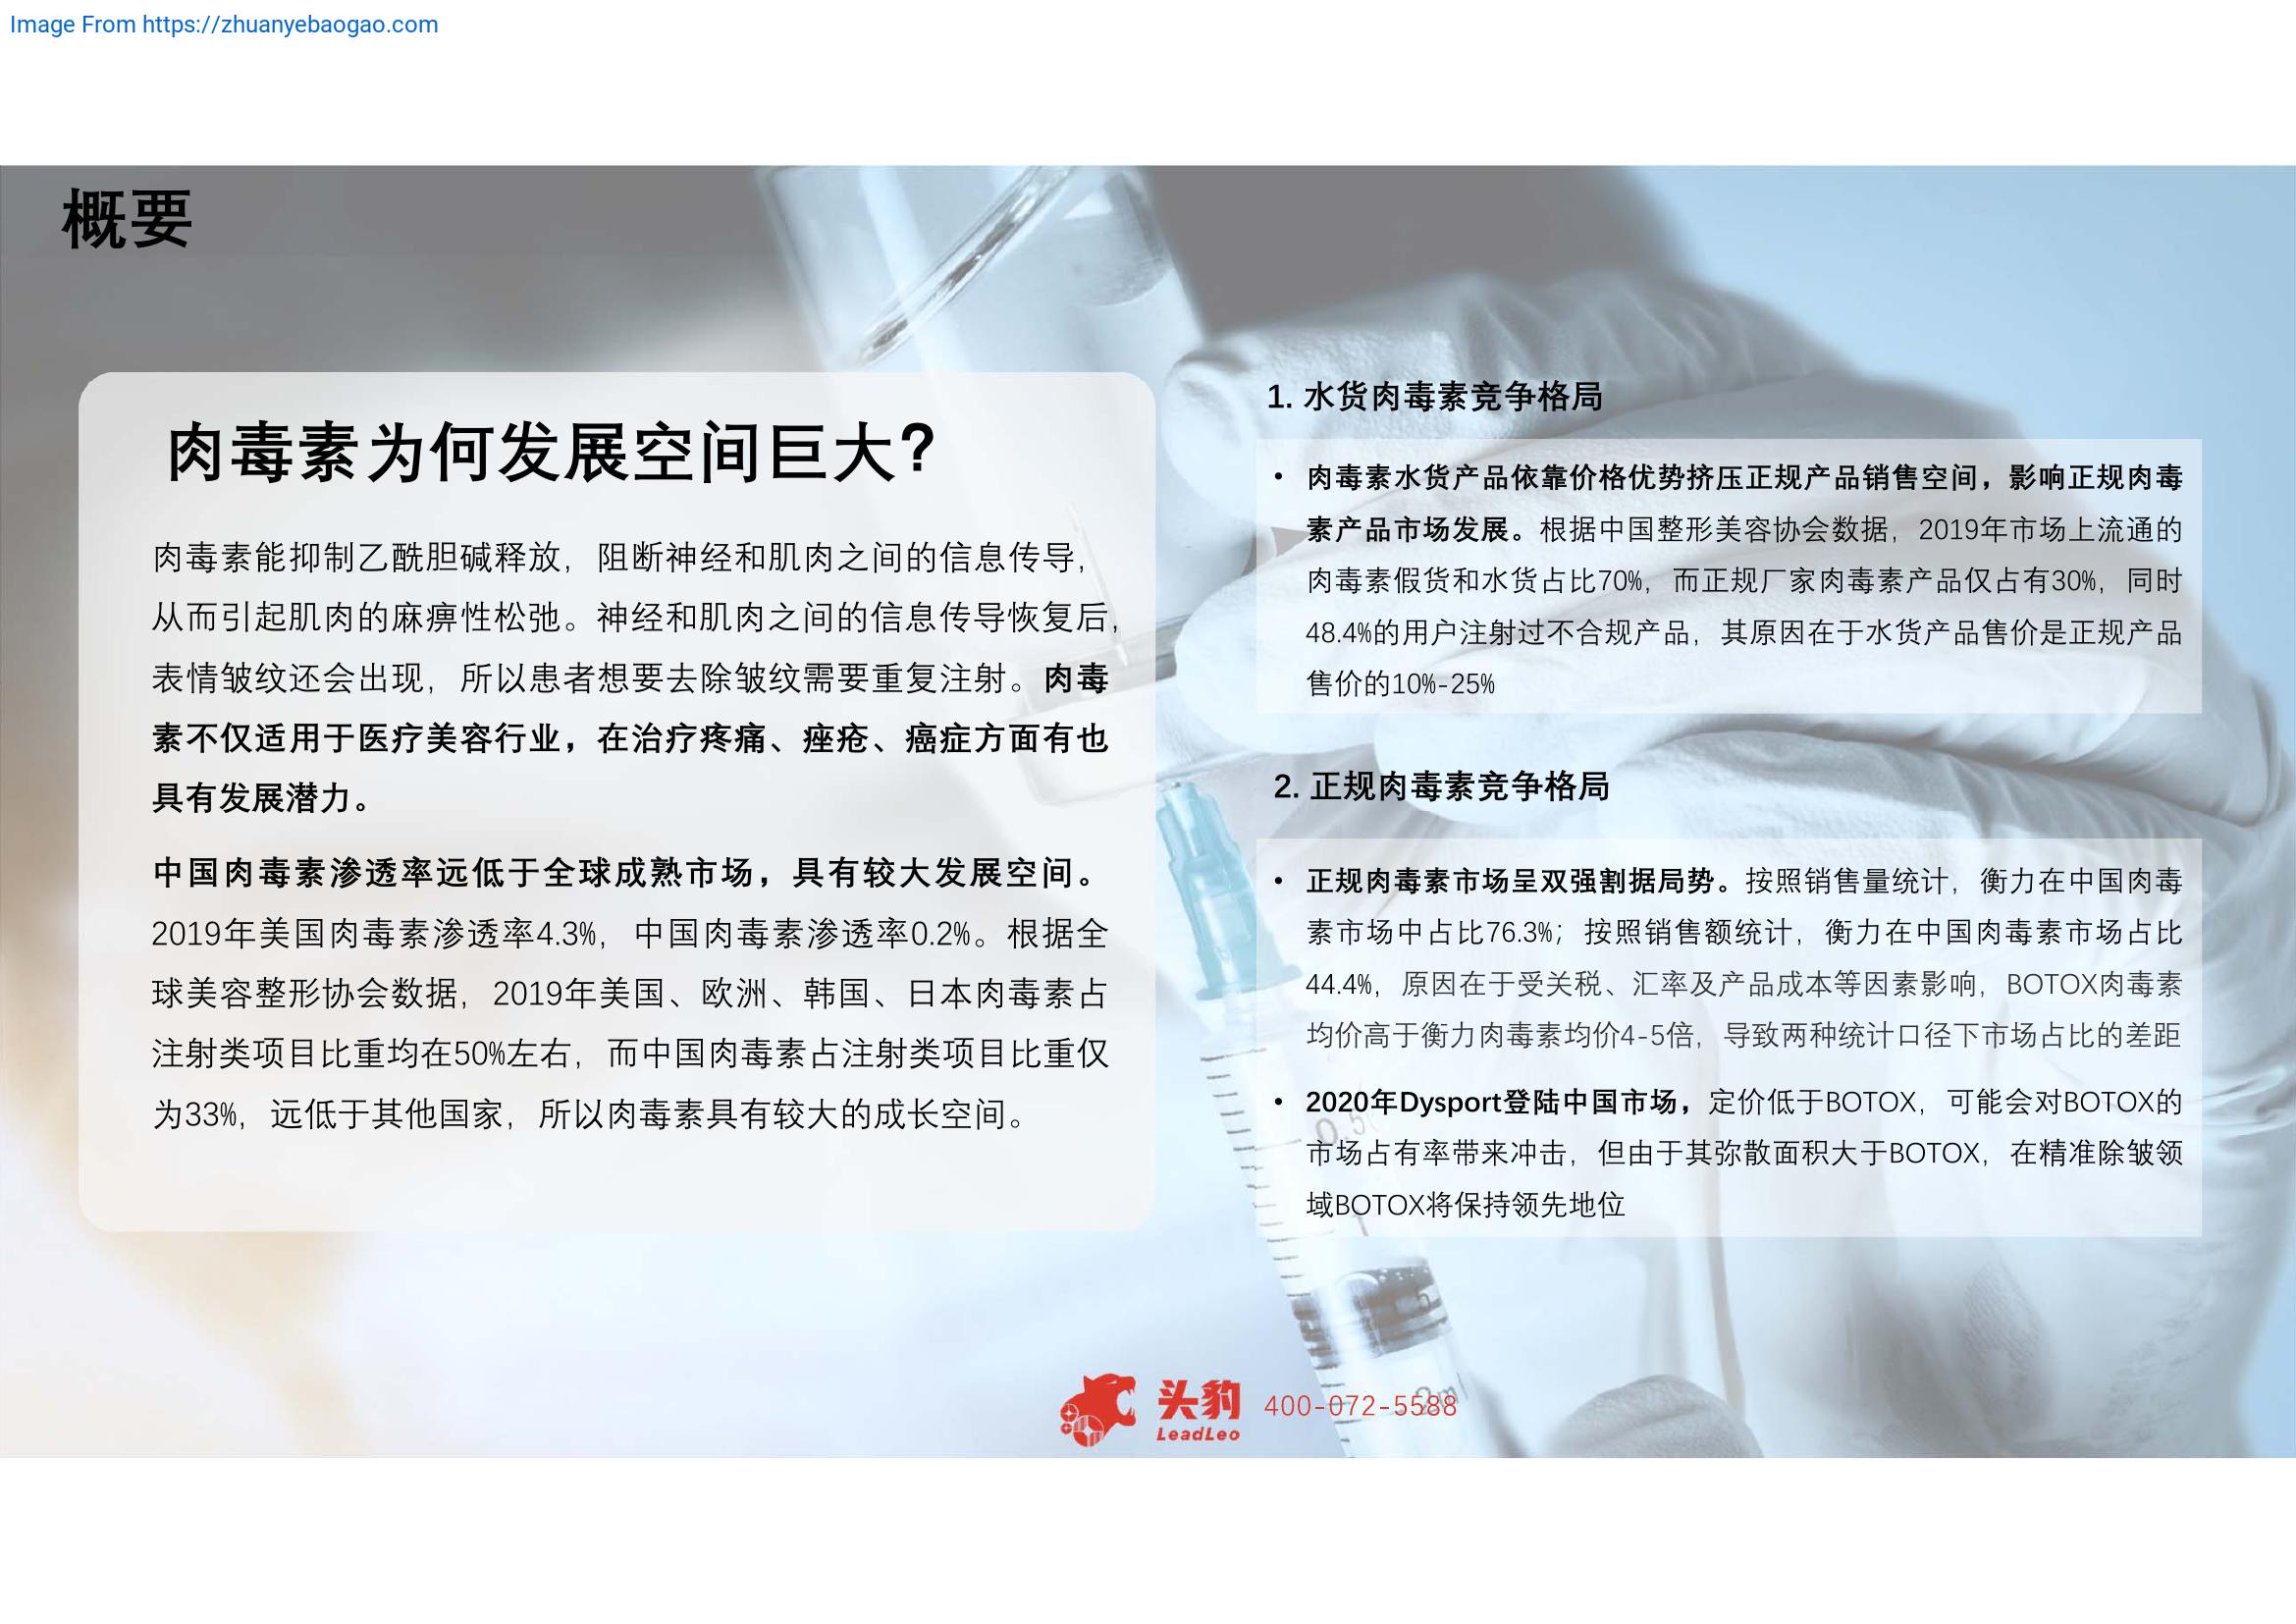 Image From https://zhuanyebaogao.com
概要
肉毒素为何发展空间巨大?
肉毒素能抑制乙酰胆碱释放，阻断神经和肌肉之间的信息传导，
从而引起肌肉的麻痹性松弛。神经和肌肉之间的信息传导恢复后，
表情皱纹还会出现，所以患者想要去除皱纹需要重复注射。肉毒
素不仅适用于医疗美容行业，在治疗疼痛、痤疮、癌症方面有也
具有发展潜力。
中国肉毒素渗透率远低于全球成熟市场，具有较大发展空间。
2019年美国肉毒素渗透率4.3%，中国肉毒素渗透率0.2%。根据全
球美容整形协会数据，2019年美国、欧洲、韩国、日本肉毒素占
注射类项目比重均在50%左右，而中国肉毒素占注射类项目比重仅
为33%，远低于其他国家，所以肉毒素具有较大的成长空间。
1. 水货肉毒素竞争格局
• 肉毒素水货产品依靠价格优势挤压正规产品销售空间，影响正规肉毒
素产品市场发展。根据中国整形美容协会数据，2019年市场上流通的
肉毒素假货和水货占比70%，而正规厂家肉毒素产品仅占有30%，同时
48.4%的用户注射过不合规产品，其原因在于水货产品售价是正规产品
售价的10%-25%
2. 正规肉毒素竞争格局
• 正规肉毒素市场呈双强割据局势。按照销售量统计，衡力在中国肉毒
素市场中占比76.3%；按照销售额统计，衡力在中国肉毒素市场占比
44.4%，原因在于受关税、汇率及产品成本等因素影响，BOTOX肉毒素
均价高于衡力肉毒素均价4-5倍，导致两种统计口径下市场占比的差距
• 2020年Dysport登陆中国市场，定价低于BOTOX，可能会对BOTOX的
市场占有率带来冲击，但由于其弥散面积大于BOTOX，在精准除皱领
域BOTOX将保持领先地位
头豹
LeadLeo
400-072-5588